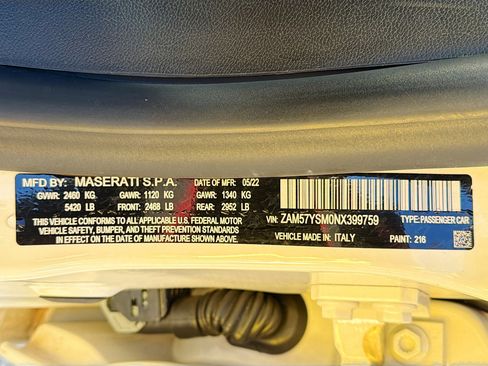 MFD BY: MASERATI S.P.A. DATE OF MFR: 05/22
GVWR: 2460 KG GAWR: 1120 KG GAWR: 1340 KG
5420 LB FRONT: 2468 LB REAR: 2952 LB
THIS VEHICLE CONFORMS TO ALL APPLICABLE U.S. FEDERAL MOTOR
VEHICLE SAFETY, BUMPER, AND THEFT PREVENTION STANDARDS
IN EFFECT ON THE DATE OF MANUFACTURE SHOWN ABOVE.
VIN: ZAM57YSM0NX399759 TYPE: PASSENGER CAR
VEHICLE MADE IN: ITALY PAINT: 216